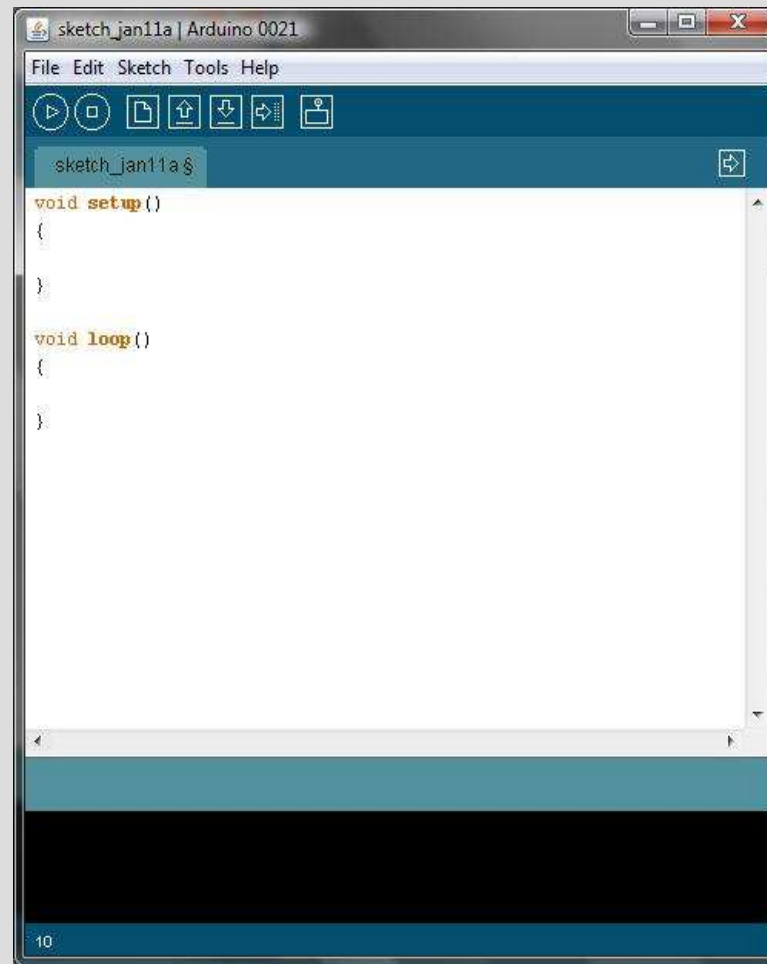 sketch_jan11a | Arduino 0021
File Edit Sketch Tools Help
sketch_jan11a §
void setup()
{
}
void loop()
{
}
10